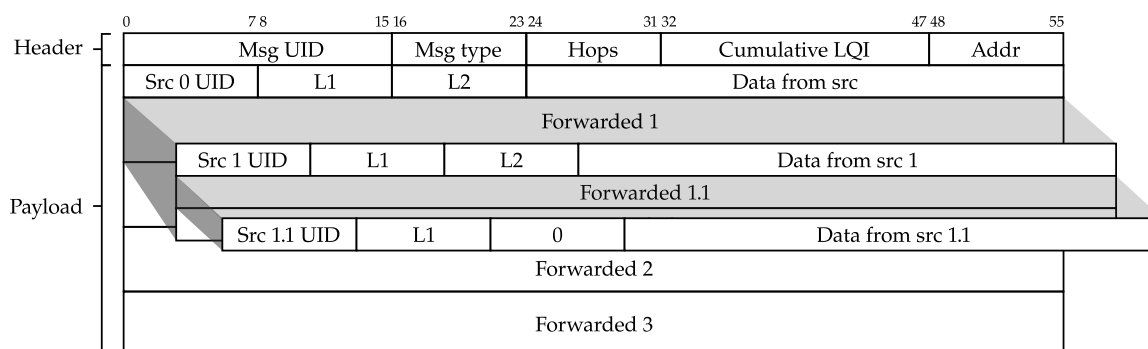 0 7 8 15 16 23 24 31 32 47 48 55
Header Msg UID Msg type Hops Cumulative LQI Addr
Src 0 UID L1 L2 Data from src
Forwarded 1
Src 1 UID L1 L2 Data from src 1
Forwarded 1.1
Payload
Src 1.1 UID L1 0 Data from src 1.1
Forwarded 2
Forwarded 3